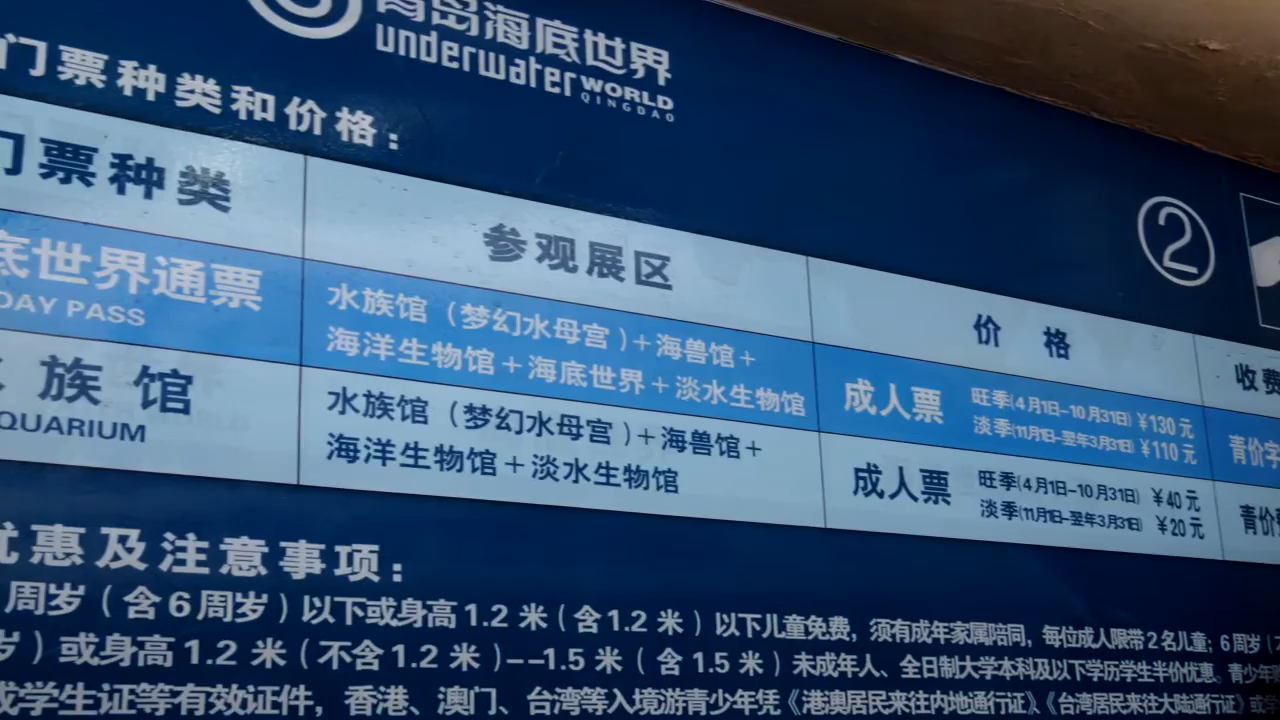 青岛海底世界
underwater WORLD
QINGDAO
门票种类和价格：
②
门票种类
参观展区
价 格
收费
底世界通票
DAY PASS
水族馆（梦幻水母宫）+海兽馆+
海洋生物馆+海底世界+淡水生物馆
成人票
旺季(4月1日-10月31日) ¥130元
淡季(11月1日-翌年3月31日) ¥110元
青价字
族 馆
QUARIUM
水族馆（梦幻水母宫）+海兽馆+
海洋生物馆+淡水生物馆
成人票
旺季(4月1日-10月31日) ¥40元
淡季(11月1日-翌年3月31日) ¥20元
青价
优惠及注意事项：
周岁（含6周岁）以下或身高1.2米（含1.2米）以下儿童免费，须有成年家属陪同，每位成人限带2名儿童；6周岁（
岁）或身高1.2米（不含1.2米）--1.5米（含1.5米）未成年人、全日制大学本科及以下学历学生半价优惠。青少年
或学生证等有效证件，香港、澳门、台湾等入境游青少年凭《港澳居民来往内地通行证》、《台湾居民来往大陆通行证》或